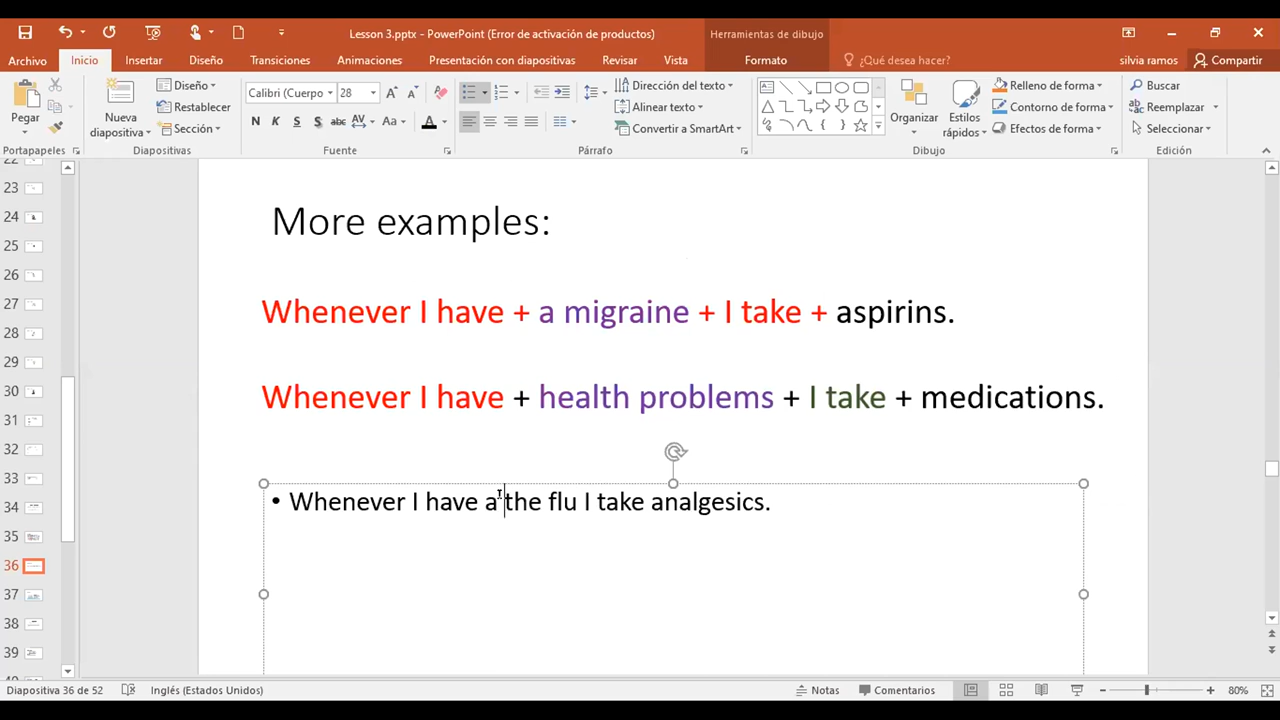 Lesson 3.pptx - PowerPoint (Error de activación de productos)
Herramientas de dibujo
Archivo
Inicio
Insertar
Diseño
Transiciones
Animaciones
Presentación con diapositivas
Revisar
Vista
Formato
¿Qué desea hacer?
silvia ramos
Compartir
Pegar
Portapapeles
Nueva
diapositiva
Diseño
Restablecer
Sección
Diapositivas
Calibri (Cuerpo
28
N K S S abc AV Aa A
Fuente
Dirección del texto
Alinear texto
Convertir a SmartArt
Párrafo
Organizar
Estilos
rápidos
Relleno de forma
Contorno de forma
Efectos de forma
Dibujo
Buscar
Reemplazar
Seleccionar
Edición
22
23
24
25
26
27
28
29
30
31
32
33
34
35
36
37
38
39
More examples:
Whenever I have + a migraine + I take + aspirins.
Whenever I have + health problems + I take + medications.
• Whenever I have a the flu I take analgesics.
Diapositiva 36 de 52
Inglés (Estados Unidos)
Notas
Comentarios
80%